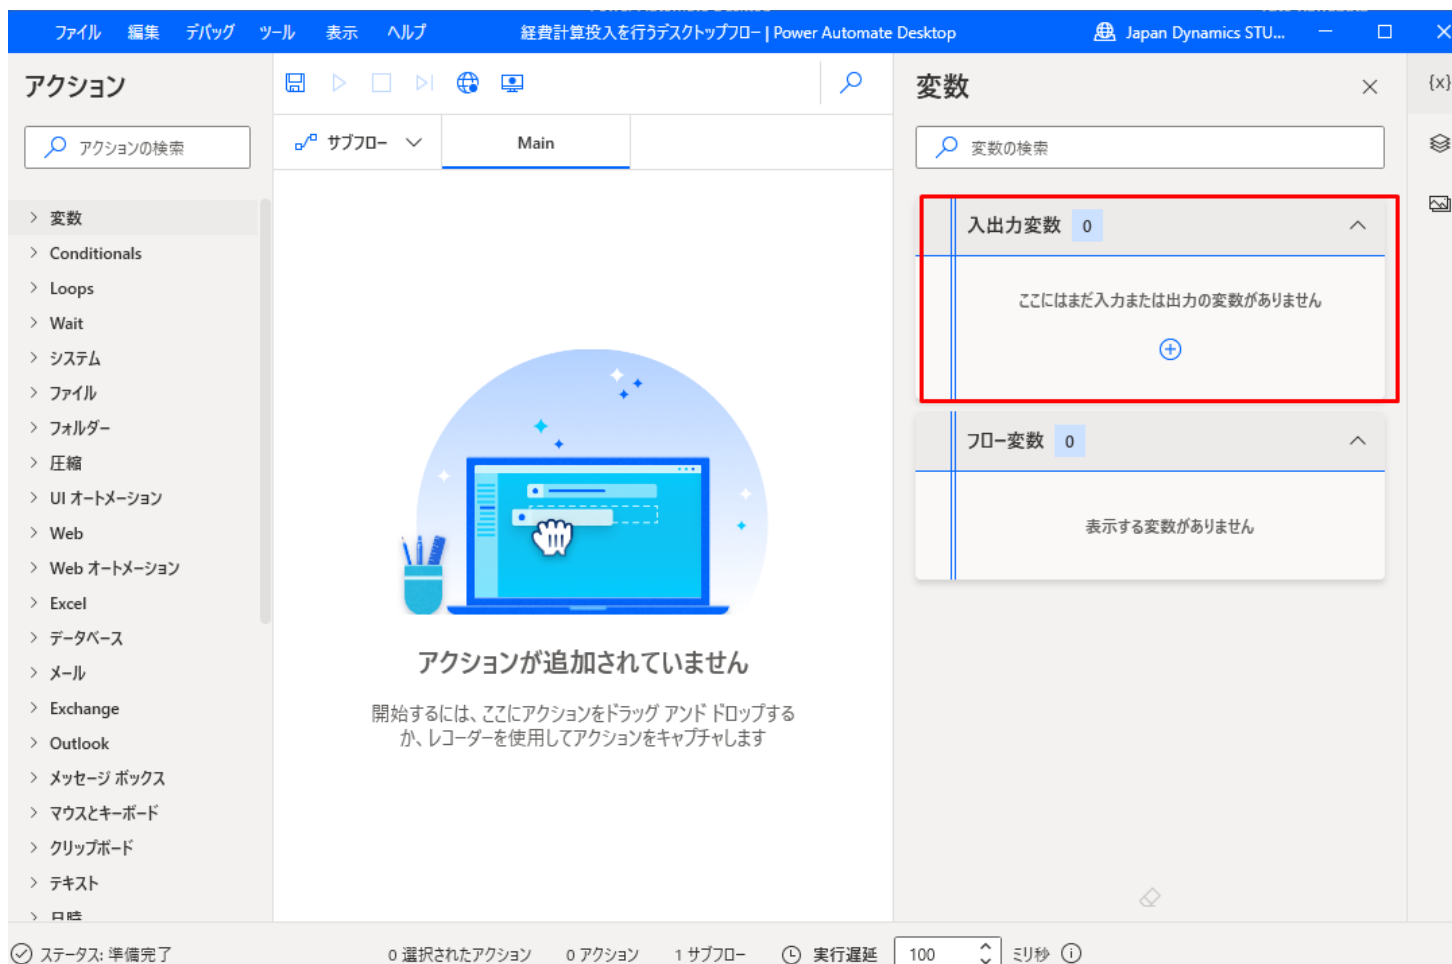 ファイル 編集 デバッグ ツール 表示 ヘルプ 経費計算投入を行うデスクトップフロー | Power Automate Desktop Japan Dynamics STU...
アクション
アクションの検索
変数
Conditionals
Loops
Wait
システム
ファイル
フォルダー
圧縮
UI オートメーション
Web
Web オートメーション
Excel
データベース
メール
Exchange
Outlook
メッセージ ボックス
マウスとキーボード
クリップボード
テキスト
日時
サブフロー Main
アクションが追加されていません
開始するには、ここにアクションをドラッグ アンド ドロップする
か、レコーダーを使用してアクションをキャプチャします
変数
{x}
変数の検索
入出力変数 0
ここにはまだ入力または出力の変数がありません
フロー変数 0
表示する変数がありません
ステータス: 準備完了 0 選択されたアクション 0 アクション 1 サブフロー 実行遅延 100 ミリ秒